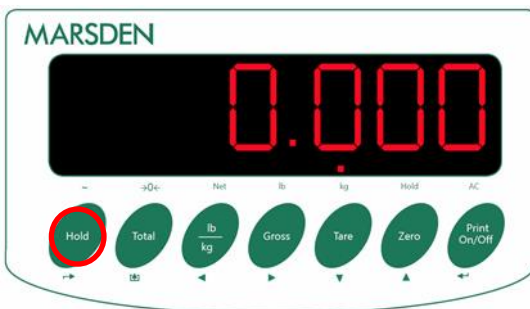 MARSDEN
0.000
~ →0← Net lb kg Hold AC
Hold Total lb/kg Gross Tare Zero Print On/Off